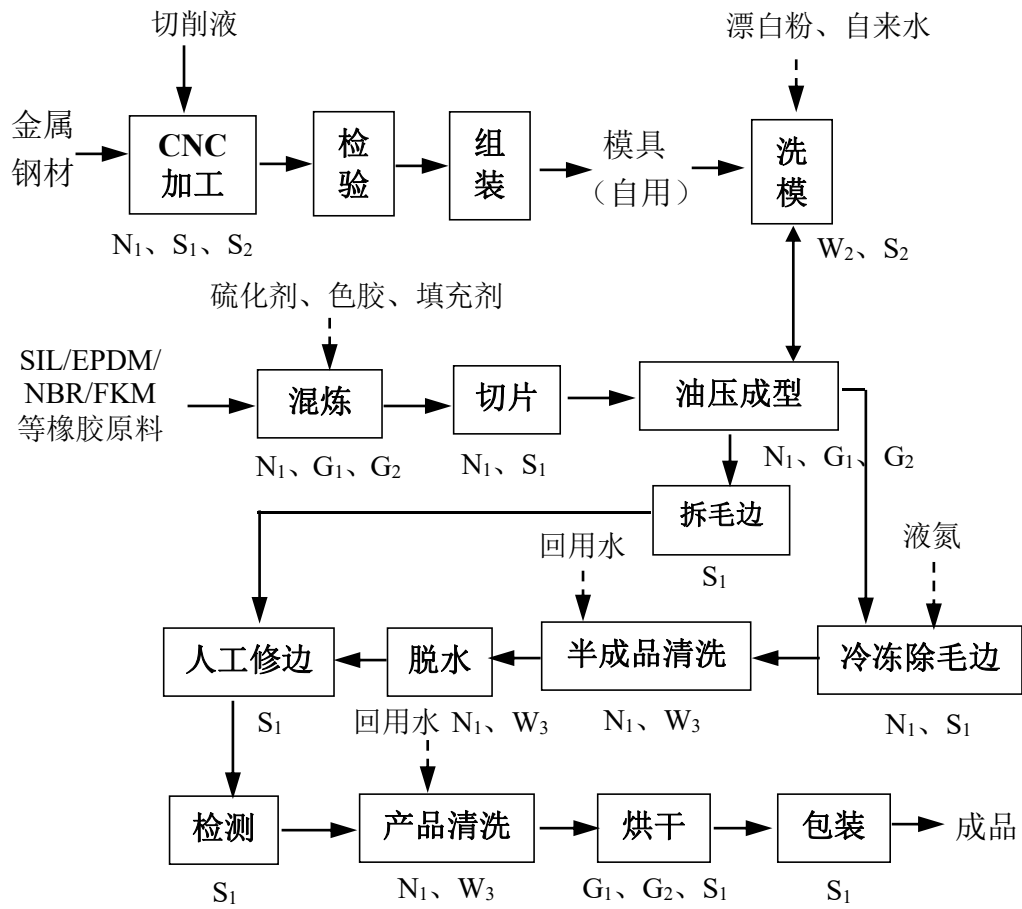 切削液
漂白粉、自来水
金属
钢材
CNC
加工
检
验
组
装
模具
（自用）
洗
模
N₁、S₁、S₂
W₂、S₂
硫化剂、色胶、填充剂
SIL/EPDM/
NBR/FKM
等橡胶原料
混炼
切片
油压成型
N₁、G₁、G₂
N₁、S₁
N₁、G₁、G₂
拆毛边
S₁
回用水
液氮
人工修边
脱水
半成品清洗
冷冻除毛边
S₁
N₁、W₃
N₁、W₃
N₁、S₁
回用水
检测
产品清洗
烘干
包装
成品
S₁
N₁、W₃
G₁、G₂、S₁
S₁